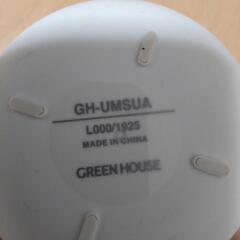 GH-UMSUA
L000/1925
MADE IN CHINA
GREEN HOUSE